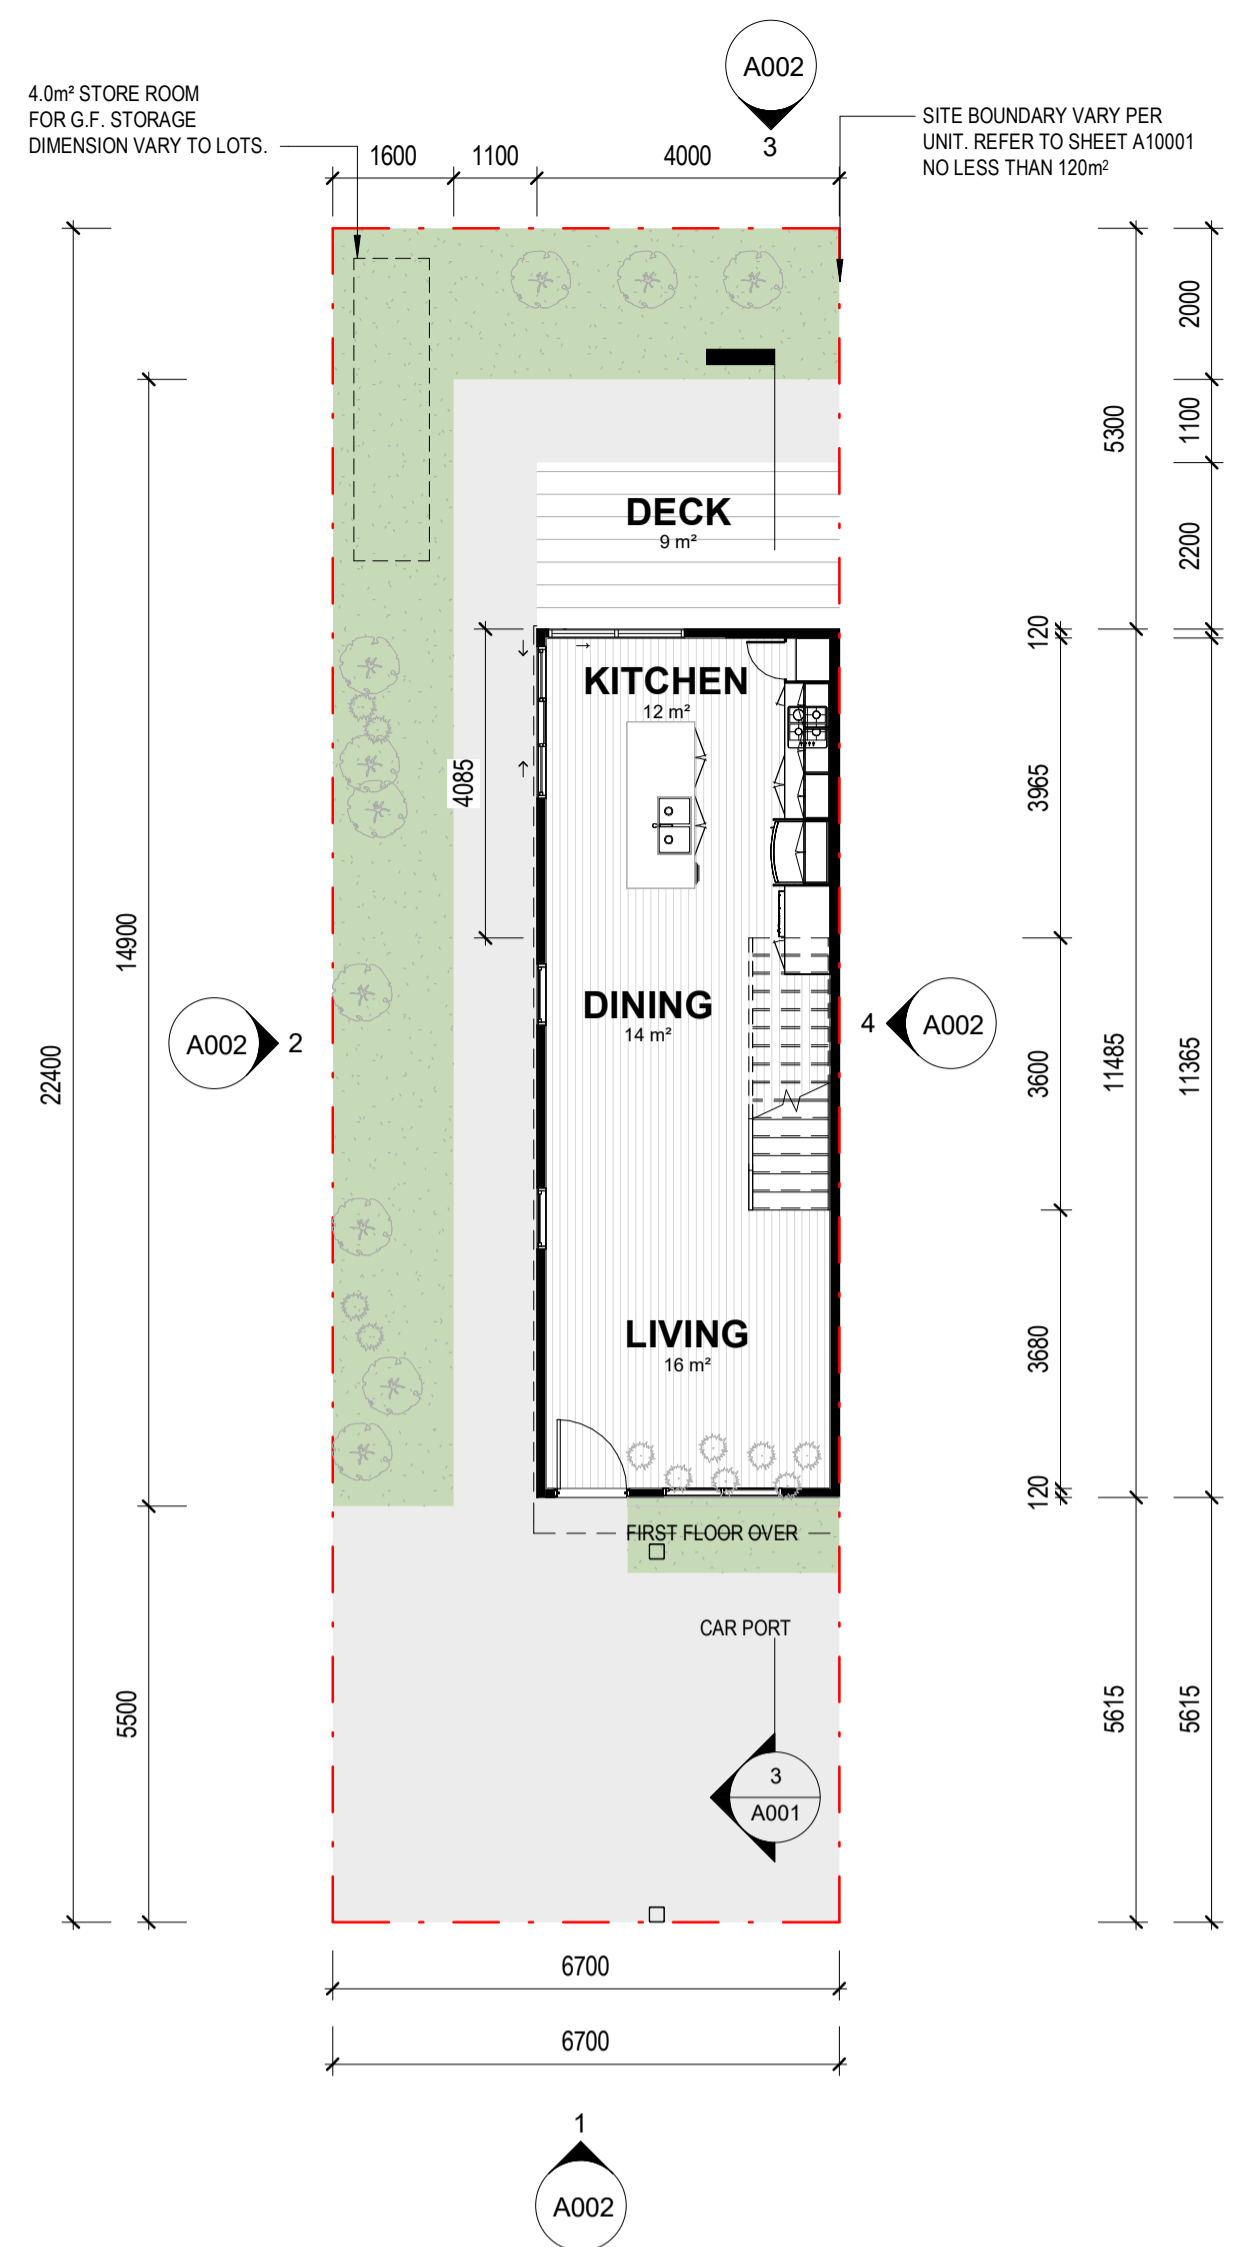 A002
3
4.0m² STORE ROOM
FOR G.F. STORAGE
DIMENSION VARY TO LOTS.
SITE BOUNDARY VARY PER
UNIT. REFER TO SHEET A10001
NO LESS THAN 120m²
1600
1100
4000
2000
5300
1100
2200
DECK
9 m²
120
KITCHEN
12 m²
4085
3965
14900
22400
A002
2
DINING
14 m²
4
A002
3600
11485
11365
LIVING
16 m²
3680
120
FIRST FLOOR OVER
CAR PORT
5500
5615
5615
3
A001
6700
6700
1
A002